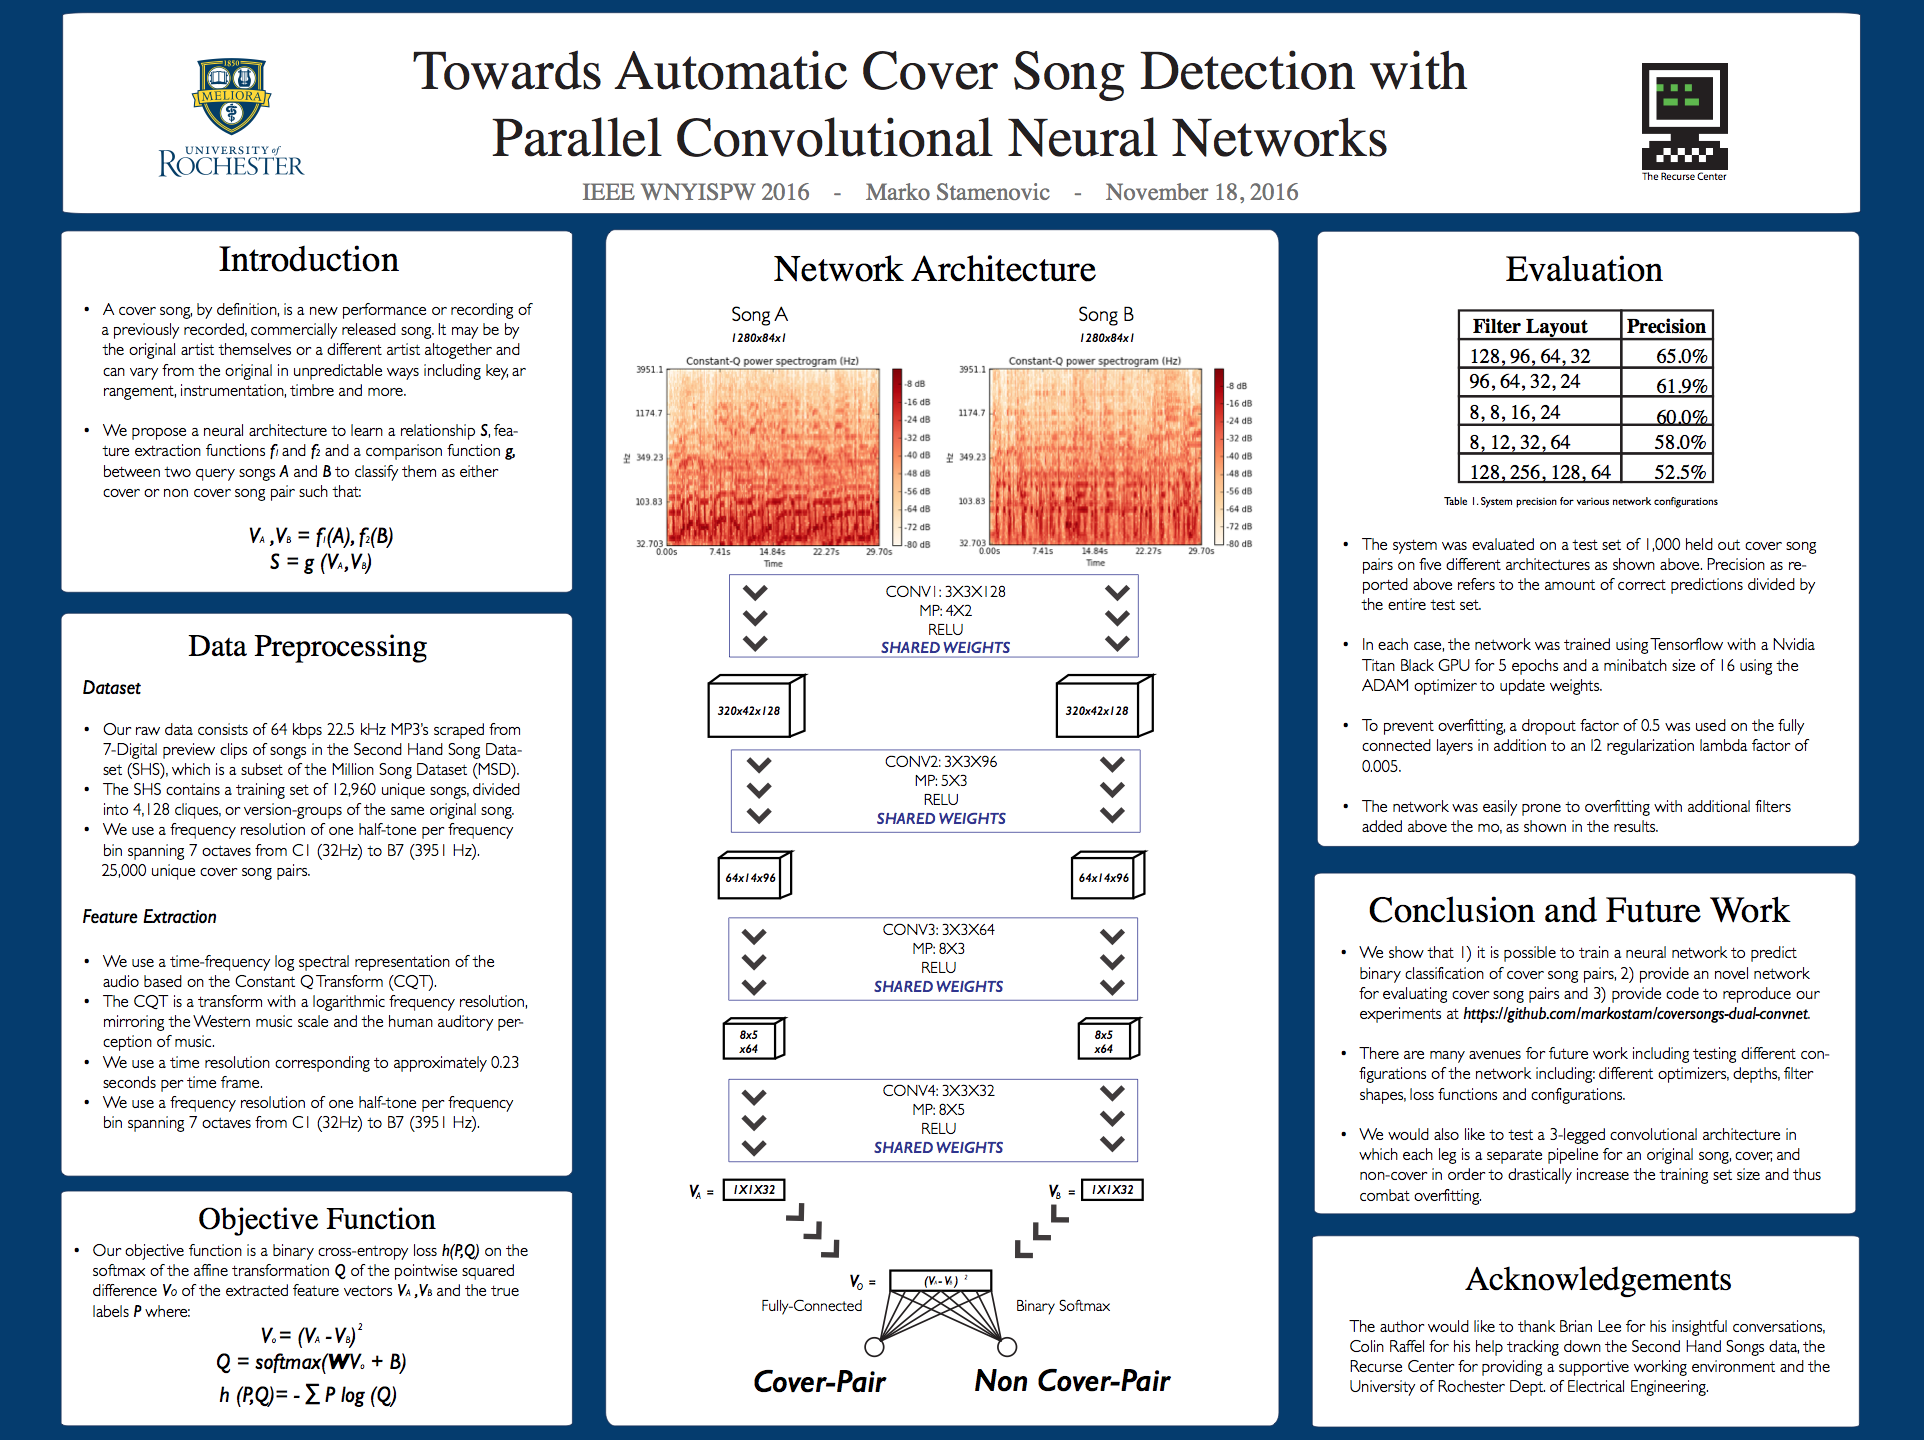 Towards Automatic Cover Song Detection with
Parallel Convolutional Neural Networks
IEEE WNYISPW 2016 - Marko Stamenovic - November 18, 2016
1850
MELIORA
UNIVERSITY of
ROCHESTER
The Recurse Center
Introduction
• A cover song, by definition, is a new performance or recording of
a previously recorded, commercially released song. It may be by
the original artist themselves or a different artist altogether and
can vary from the original in unpredictable ways including key, ar
rangement, instrumentation, timbre and more.
• We propose a neural architecture to learn a relationship S, fea-
ture extraction functions f1 and f2 and a comparison function g,
between two query songs A and B to classify them as either
cover or non cover song pair such that:
VA ,VB = f1(A), f2(B)
S = g (VA,VB)
Data Preprocessing
Dataset
• Our raw data consists of 64 kbps 22.5 kHz MP3's scraped from
7-Digital preview clips of songs in the Second Hand Song Data-
set (SHS), which is a subset of the Million Song Dataset (MSD).
• The SHS contains a training set of 12,960 unique songs, divided
into 4,128 cliques, or version-groups of the same original song.
• We use a frequency resolution of one half-tone per frequency
bin spanning 7 octaves from C1 (32Hz) to B7 (3951 Hz).
25,000 unique cover song pairs.
Feature Extraction
• We use a time-frequency log spectral representation of the
audio based on the Constant Q Transform (CQT).
• The CQT is a transform with a logarithmic frequency resolution,
mirroring the Western music scale and the human auditory per-
ception of music.
• We use a time resolution corresponding to approximately 0.23
seconds per time frame.
• We use a frequency resolution of one half-tone per frequency
bin spanning 7 octaves from C1 (32Hz) to B7 (3951 Hz).
Objective Function
• Our objective function is a binary cross-entropy loss h(P,Q) on the
softmax of the affine transformation Q of the pointwise squared
difference VO of the extracted feature vectors VA ,VB and the true
labels P where:
Vo = (VA -VB)2
Q = softmax(WVo + B)
h (P,Q)= - ∑ P log (Q)
Network Architecture
Song A
1280x84x1
Constant-Q power spectrogram (Hz)
3951.1
1174.7
349.23
103.83
32.703
Hz
0.00s 7.41s 14.84s 22.27s 29.70s
Time
-8 dB
-16 dB
-24 dB
-32 dB
-40 dB
-48 dB
-56 dB
-64 dB
-72 dB
-80 dB
Song B
1280x84x1
Constant-Q power spectrogram (Hz)
3951.1
1174.7
349.23
103.83
32.703
Hz
0.00s 7.41s 14.84s 22.27s 29.70s
Time
-8 dB
-16 dB
-24 dB
-32 dB
-40 dB
-48 dB
-56 dB
-64 dB
-72 dB
-80 dB
CONV1: 3X3X128
MP: 4X2
RELU
SHARED WEIGHTS
320x42x128 320x42x128
CONV2: 3X3X96
MP: 5X3
RELU
SHARED WEIGHTS
64x14x96 64x14x96
CONV3: 3X3X64
MP: 8X3
RELU
SHARED WEIGHTS
8x5 8x5
x64 x64
CONV4: 3X3X32
MP: 8X5
RELU
SHARED WEIGHTS
VA = 1X1X32 VB = 1X1X32
VO = (VA - VB) 2
Fully-Connected Binary Softmax
Cover-Pair Non Cover-Pair
Evaluation
Filter Layout Precision
128, 96, 64, 32 65.0%
96, 64, 32, 24 61.9%
8, 8, 16, 24 60.0%
8, 12, 32, 64 58.0%
128, 256, 128, 64 52.5%
Table 1. System precision for various network configurations
• The system was evaluated on a test set of 1,000 held out cover song
pairs on five different architectures as shown above. Precision as re-
ported above refers to the amount of correct predictions divided by
the entire test set.
• In each case, the network was trained using Tensorflow with a Nvidia
Titan Black GPU for 5 epochs and a minibatch size of 16 using the
ADAM optimizer to update weights.
• To prevent overfitting, a dropout factor of 0.5 was used on the fully
connected layers in addition to an l2 regularization lambda factor of
0.005.
• The network was easily prone to overfitting with additional filters
added above the mo, as shown in the results.
Conclusion and Future Work
• We show that 1) it is possible to train a neural network to predict
binary classification of cover song pairs, 2) provide an novel network
for evaluating cover song pairs and 3) provide code to reproduce our
experiments at https://github.com/markostam/coversongs-dual-convnet.
• There are many avenues for future work including testing different con-
figurations of the network including: different optimizers, depths, filter
shapes, loss functions and configurations.
• We would also like to test a 3-legged convolutional architecture in
which each leg is a separate pipeline for an original song, cover, and
non-cover in order to drastically increase the training set size and thus
combat overfitting.
Acknowledgements
The author would like to thank Brian Lee for his insightful conversations,
Colin Raffel for his help tracking down the Second Hand Songs data, the
Recurse Center for providing a supportive working environment and the
University of Rochester Dept. of Electrical Engineering.